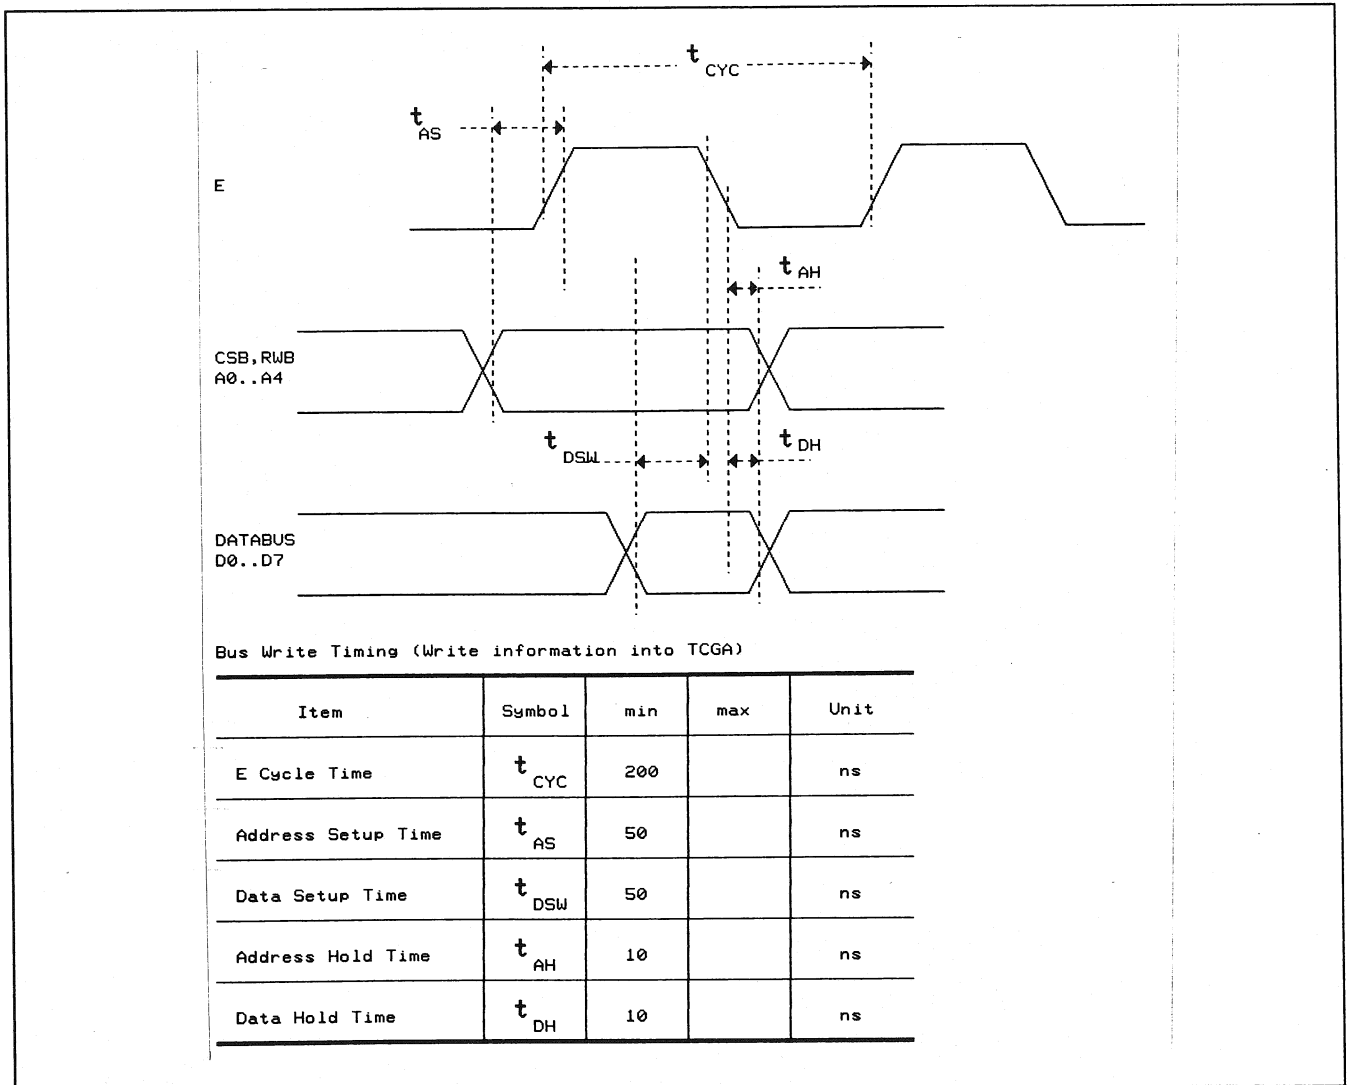 t CYC
t AS
E
t AH
CSB,RWB
A0..A4
t DSW
t DH
DATABUS
D0..D7
Bus Write Timing (Write information into TCGA)
Item Symbol min max Unit
E Cycle Time t CYC 200 ns
Address Setup Time t AS 50 ns
Data Setup Time t DSW 50 ns
Address Hold Time t AH 10 ns
Data Hold Time t DH 10 ns